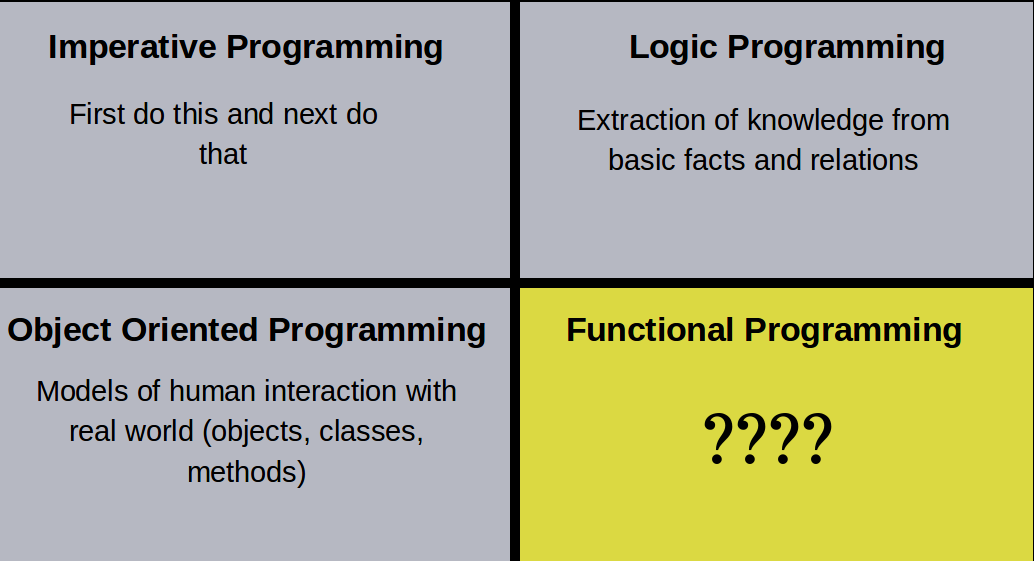 Imperative Programming
First do this and next do
that
Logic Programming
Extraction of knowledge from
basic facts and relations
Object Oriented Programming
Models of human interaction with
real world (objects, classes,
methods)
Functional Programming
????